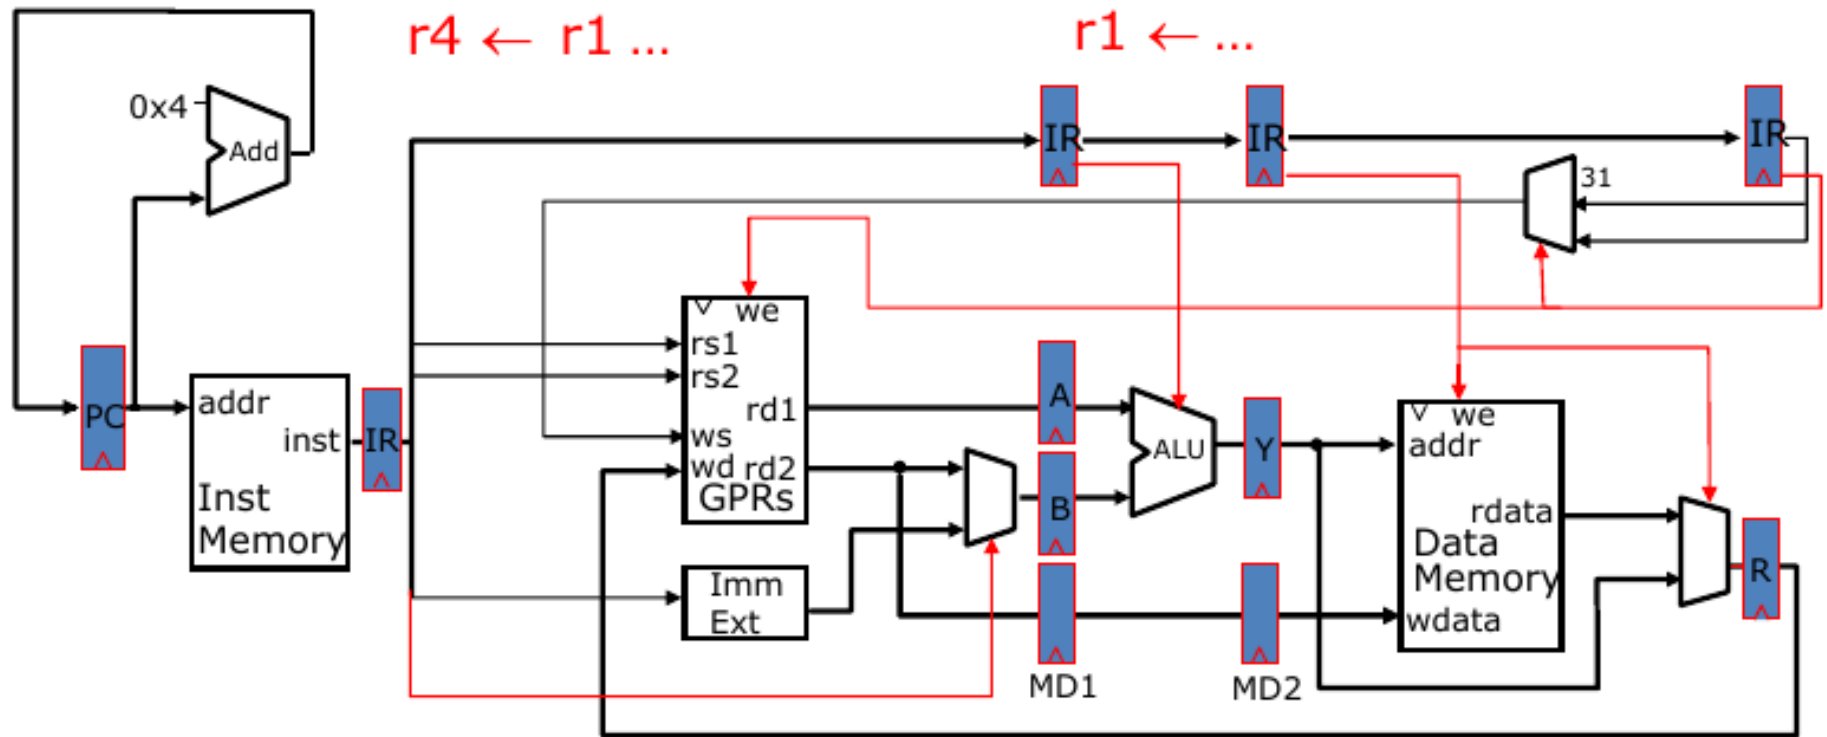 r4 ← r1 ...
r1 ← ...
0x4
Add
IR
IR
IR
31
we
rs1
rs2
rd1
ws
wd rd2
GPRs
PC
addr
inst
Inst
Memory
IR
A
B
ALU
Y
we
addr
rdata
Data
Memory
wdata
R
Imm
Ext
MD1
MD2